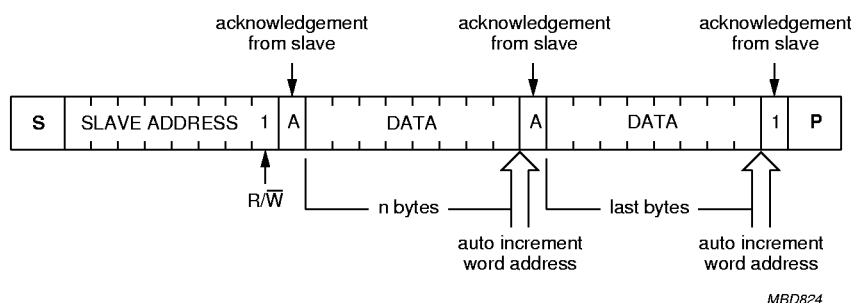 acknowledgement
from slave
acknowledgement
from slave
acknowledgement
from slave
S SLAVE ADDRESS 1 A DATA A DATA 1 P
R/W̅
n bytes
last bytes
auto increment
word address
auto increment
word address
MBD824